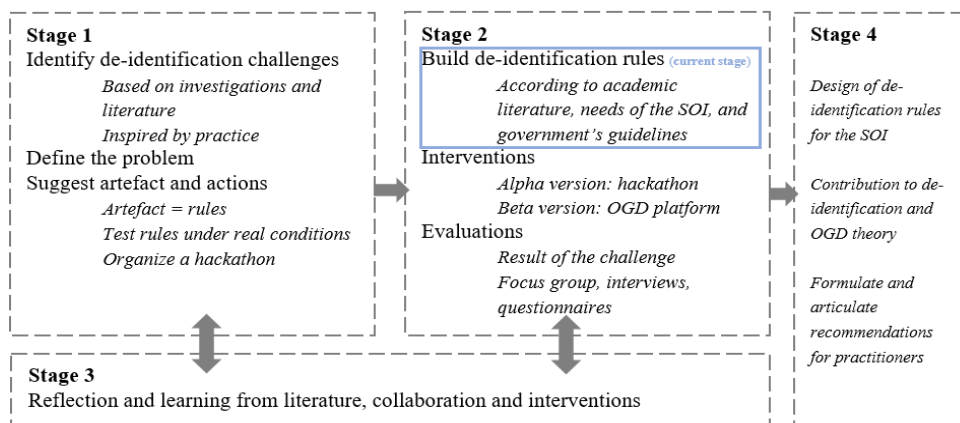 Stage 1
Identify de-identification challenges
Based on investigations and
literature
Inspired by practice
Define the problem
Suggest artefact and actions
Artefact = rules
Test rules under real conditions
Organize a hackathon
Stage 2
Build de-identification rules (current stage)
According to academic
literature, needs of the SOI, and
government's guidelines
Interventions
Alpha version: hackathon
Beta version: OGD platform
Evaluations
Result of the challenge
Focus group, interviews,
questionnaires
Stage 4
Design of de-
identification rules
for the SOI
Contribution to de-
identification and
OGD theory
Formulate and
articulate
recommendations
for practitioners
Stage 3
Reflection and learning from literature, collaboration and interventions